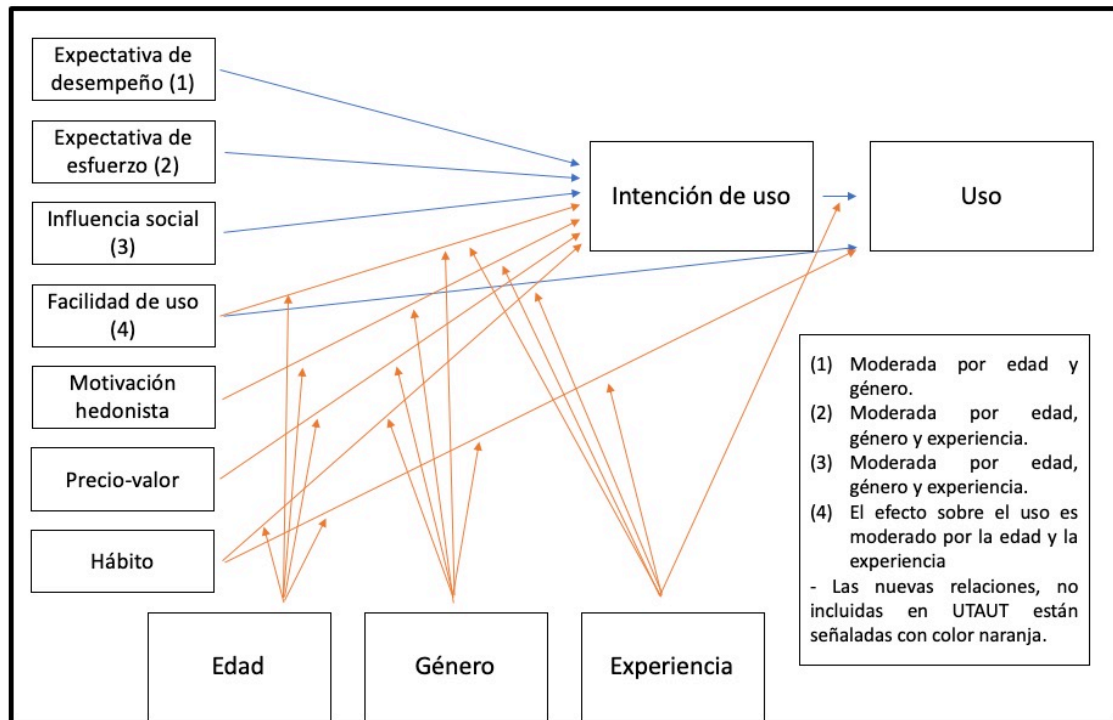 Expectativa de
desempeño (1)
Expectativa de
esfuerzo (2)
Influencia social
(3)
Facilidad de uso
(4)
Motivación
hedonista
Precio-valor
Hábito
Intención de uso
Uso
Edad
Género
Experiencia
(1) Moderada por edad y
género.
(2) Moderada por edad,
género y experiencia.
(3) Moderada por edad,
género y experiencia.
(4) El efecto sobre el uso es
moderado por la edad y la
experiencia
- Las nuevas relaciones, no
incluidas en UTAUT están
señaladas con color naranja.